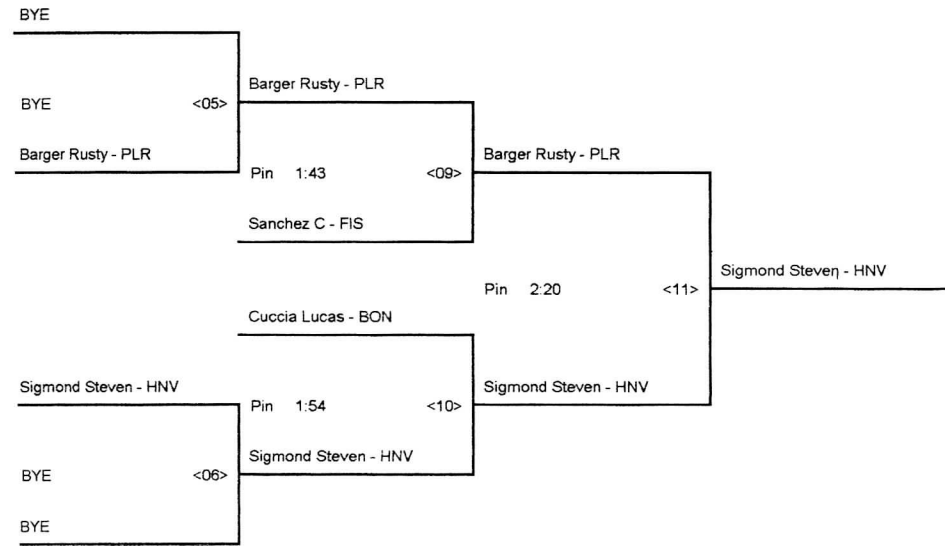 BYE
Barger Rusty - PLR
BYE <05>
Barger Rusty - PLR
Barger Rusty - PLR
Pin 1:43 <09>
Sanchez C - FIS
Sigmond Steven - HNV
Pin 2:20 <11>
Cuccia Lucas - BON
Sigmond Steven - HNV
Sigmond Steven - HNV
Pin 1:54 <10>
Sigmond Steven - HNV
BYE <06>
BYE